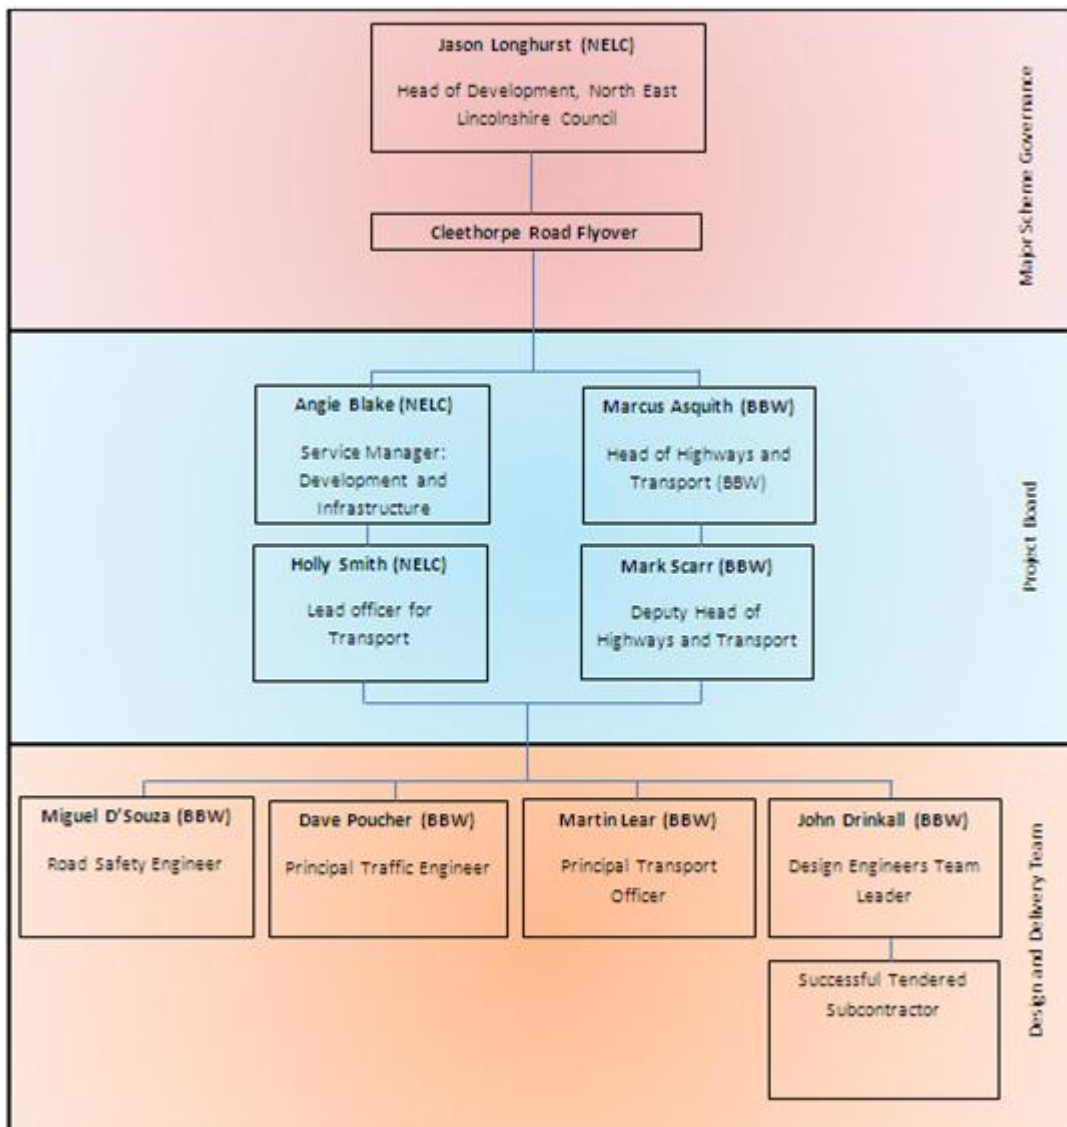 Jason Longhurst (NELC)
Head of Development, North East
Lincolnshire Council
Cleethorpe Road Flyover
Major Scheme Governance
Angie Blake (NELC)
Service Manager:
Development and
Infrastructure
Marcus Asquith (BBW)
Head of Highways and
Transport (BBW)
Holly Smith (NELC)
Lead officer for
Transport
Mark Scarr (BBW)
Deputy Head of
Highways and Transport
Project Board
Miguel D'Souza (BBW)
Road Safety Engineer
Dave Poucher (BBW)
Principal Traffic Engineer
Martin Lear (BBW)
Principal Transport
Officer
John Drinkall (BBW)
Design Engineers Team
Leader
Successful Tendered
Subcontractor
Design and Delivery Team